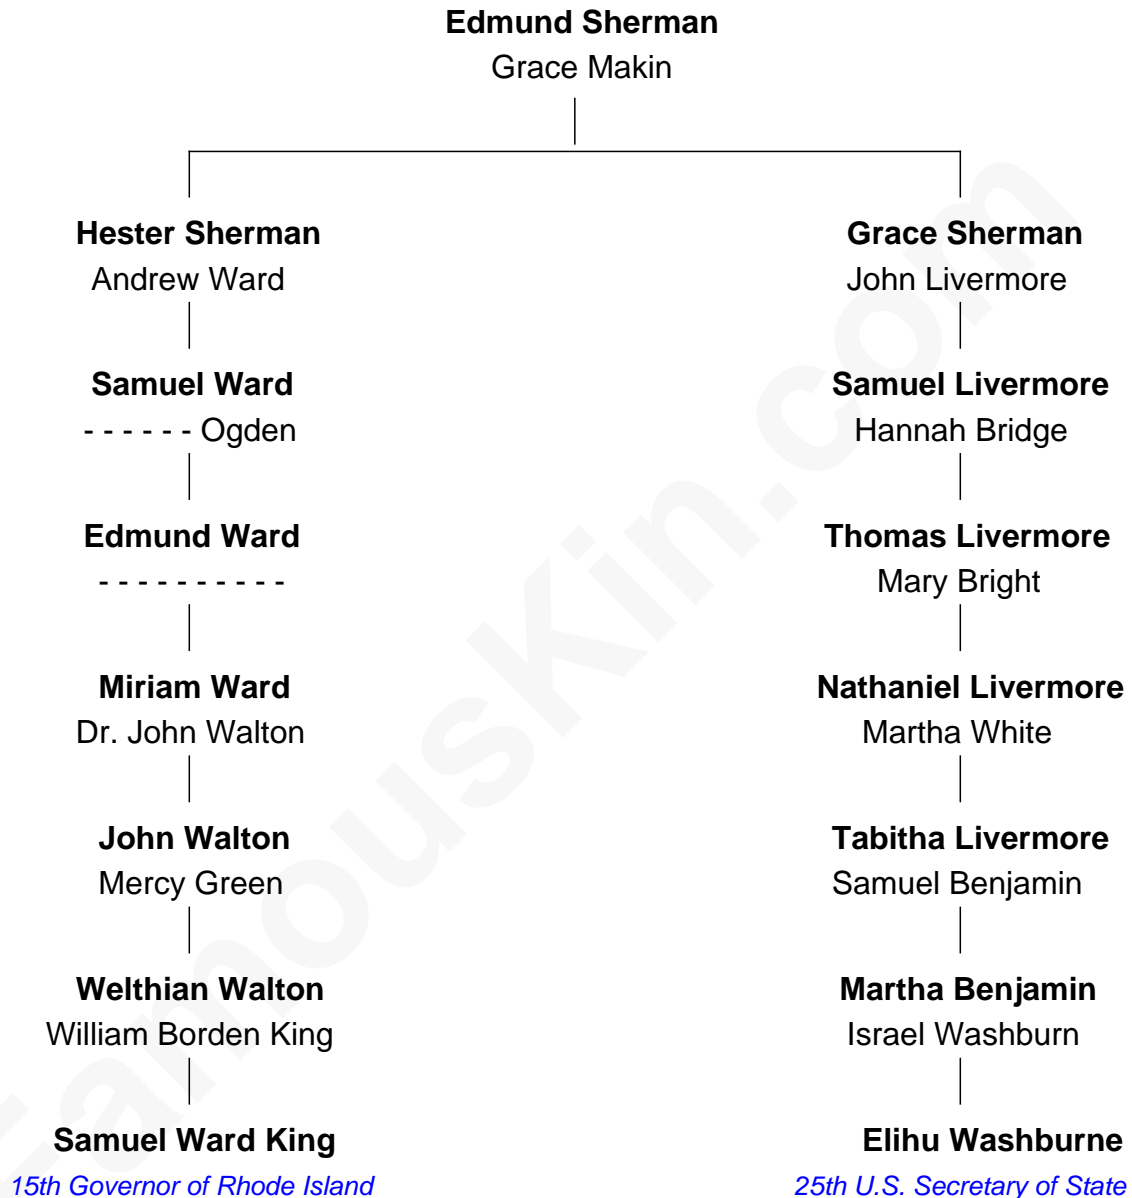 Edmund Sherman
Grace Makin
Hester Sherman
Andrew Ward
Grace Sherman
John Livermore
Samuel Ward
- - - - - - Ogden
Samuel Livermore
Hannah Bridge
Edmund Ward
- - - - - - - - - -
Thomas Livermore
Mary Bright
Miriam Ward
Dr. John Walton
Nathaniel Livermore
Martha White
John Walton
Mercy Green
Tabitha Livermore
Samuel Benjamin
Welthian Walton
William Borden King
Martha Benjamin
Israel Washburn
Samuel Ward King
15th Governor of Rhode Island
Elihu Washburne
25th U.S. Secretary of State
FamousKin.com